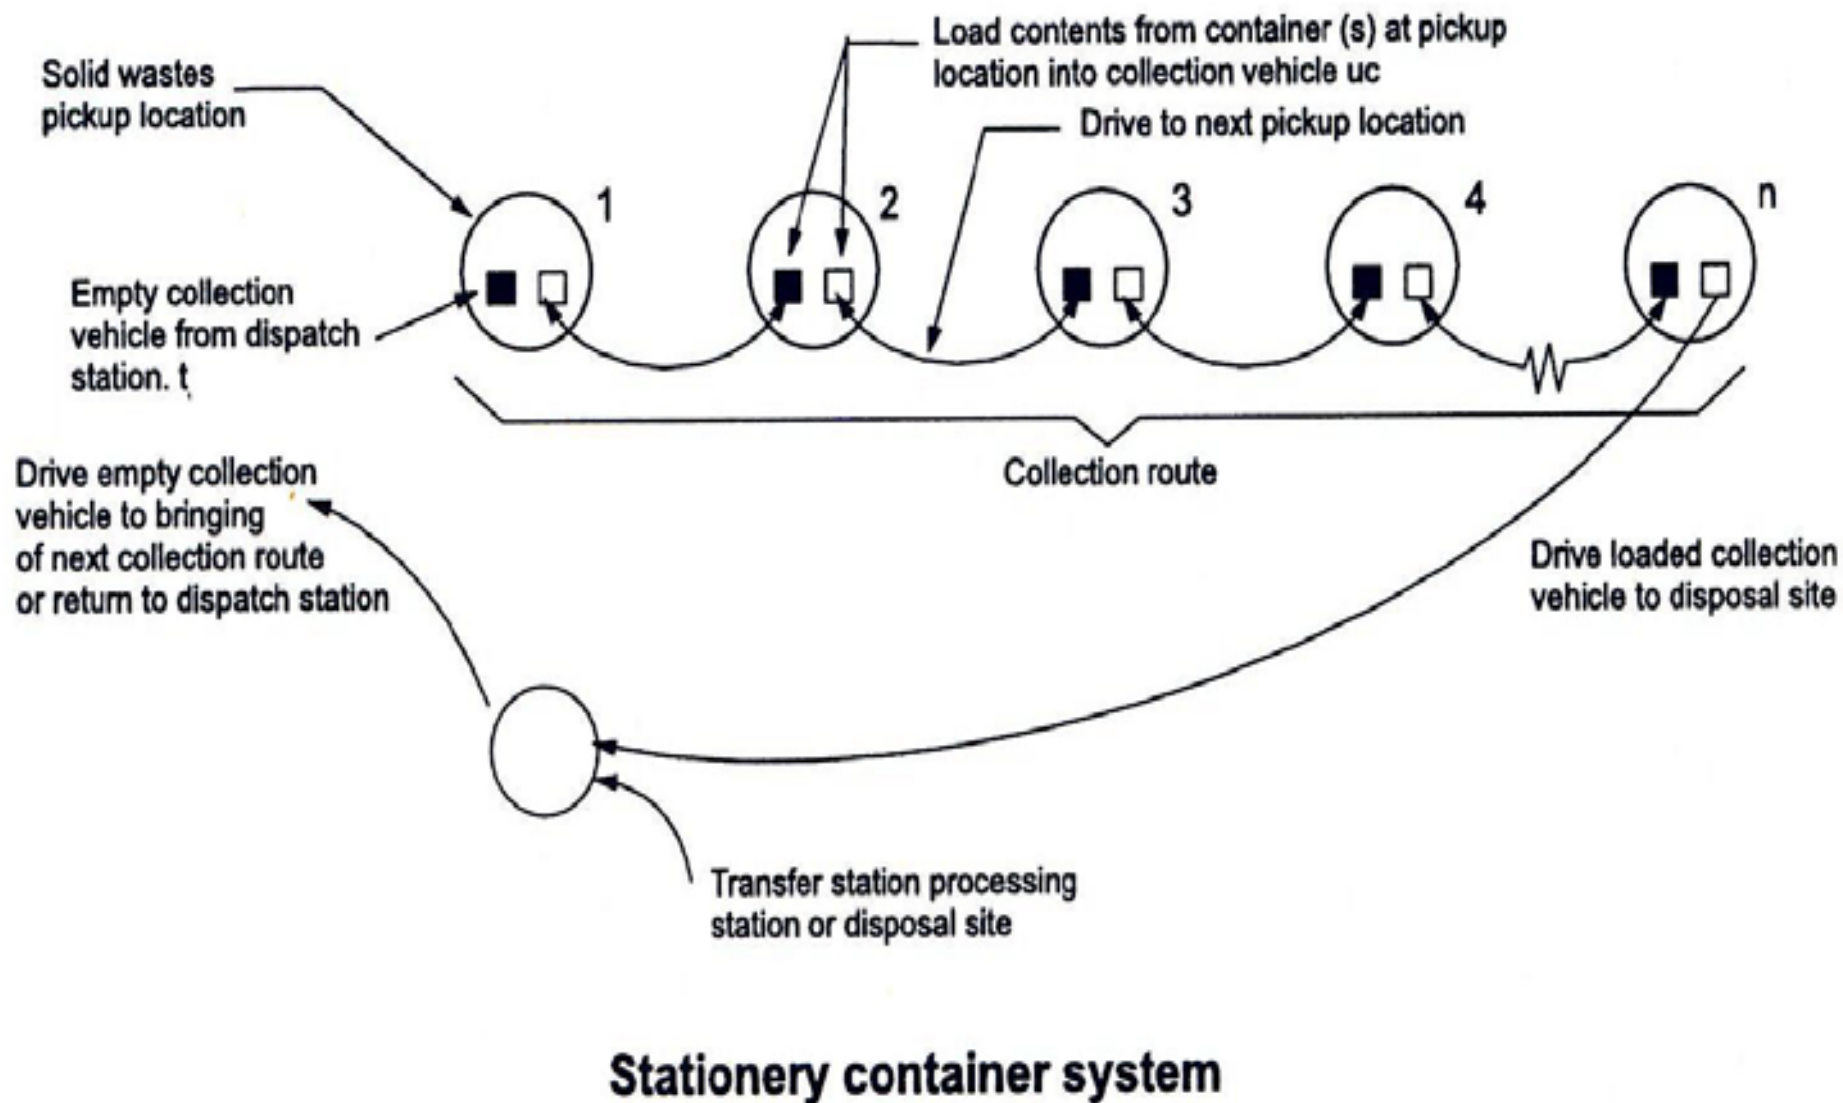 Load contents from container (s) at pickup
location into collection vehicle uc
Solid wastes
pickup location
Drive to next pickup location
1
2
3
4
n
Empty collection
vehicle from dispatch
station. t
Collection route
Drive empty collection
vehicle to bringing
of next collection route
or return to dispatch station
Drive loaded collection
vehicle to disposal site
Transfer station processing
station or disposal site
Stationery container system